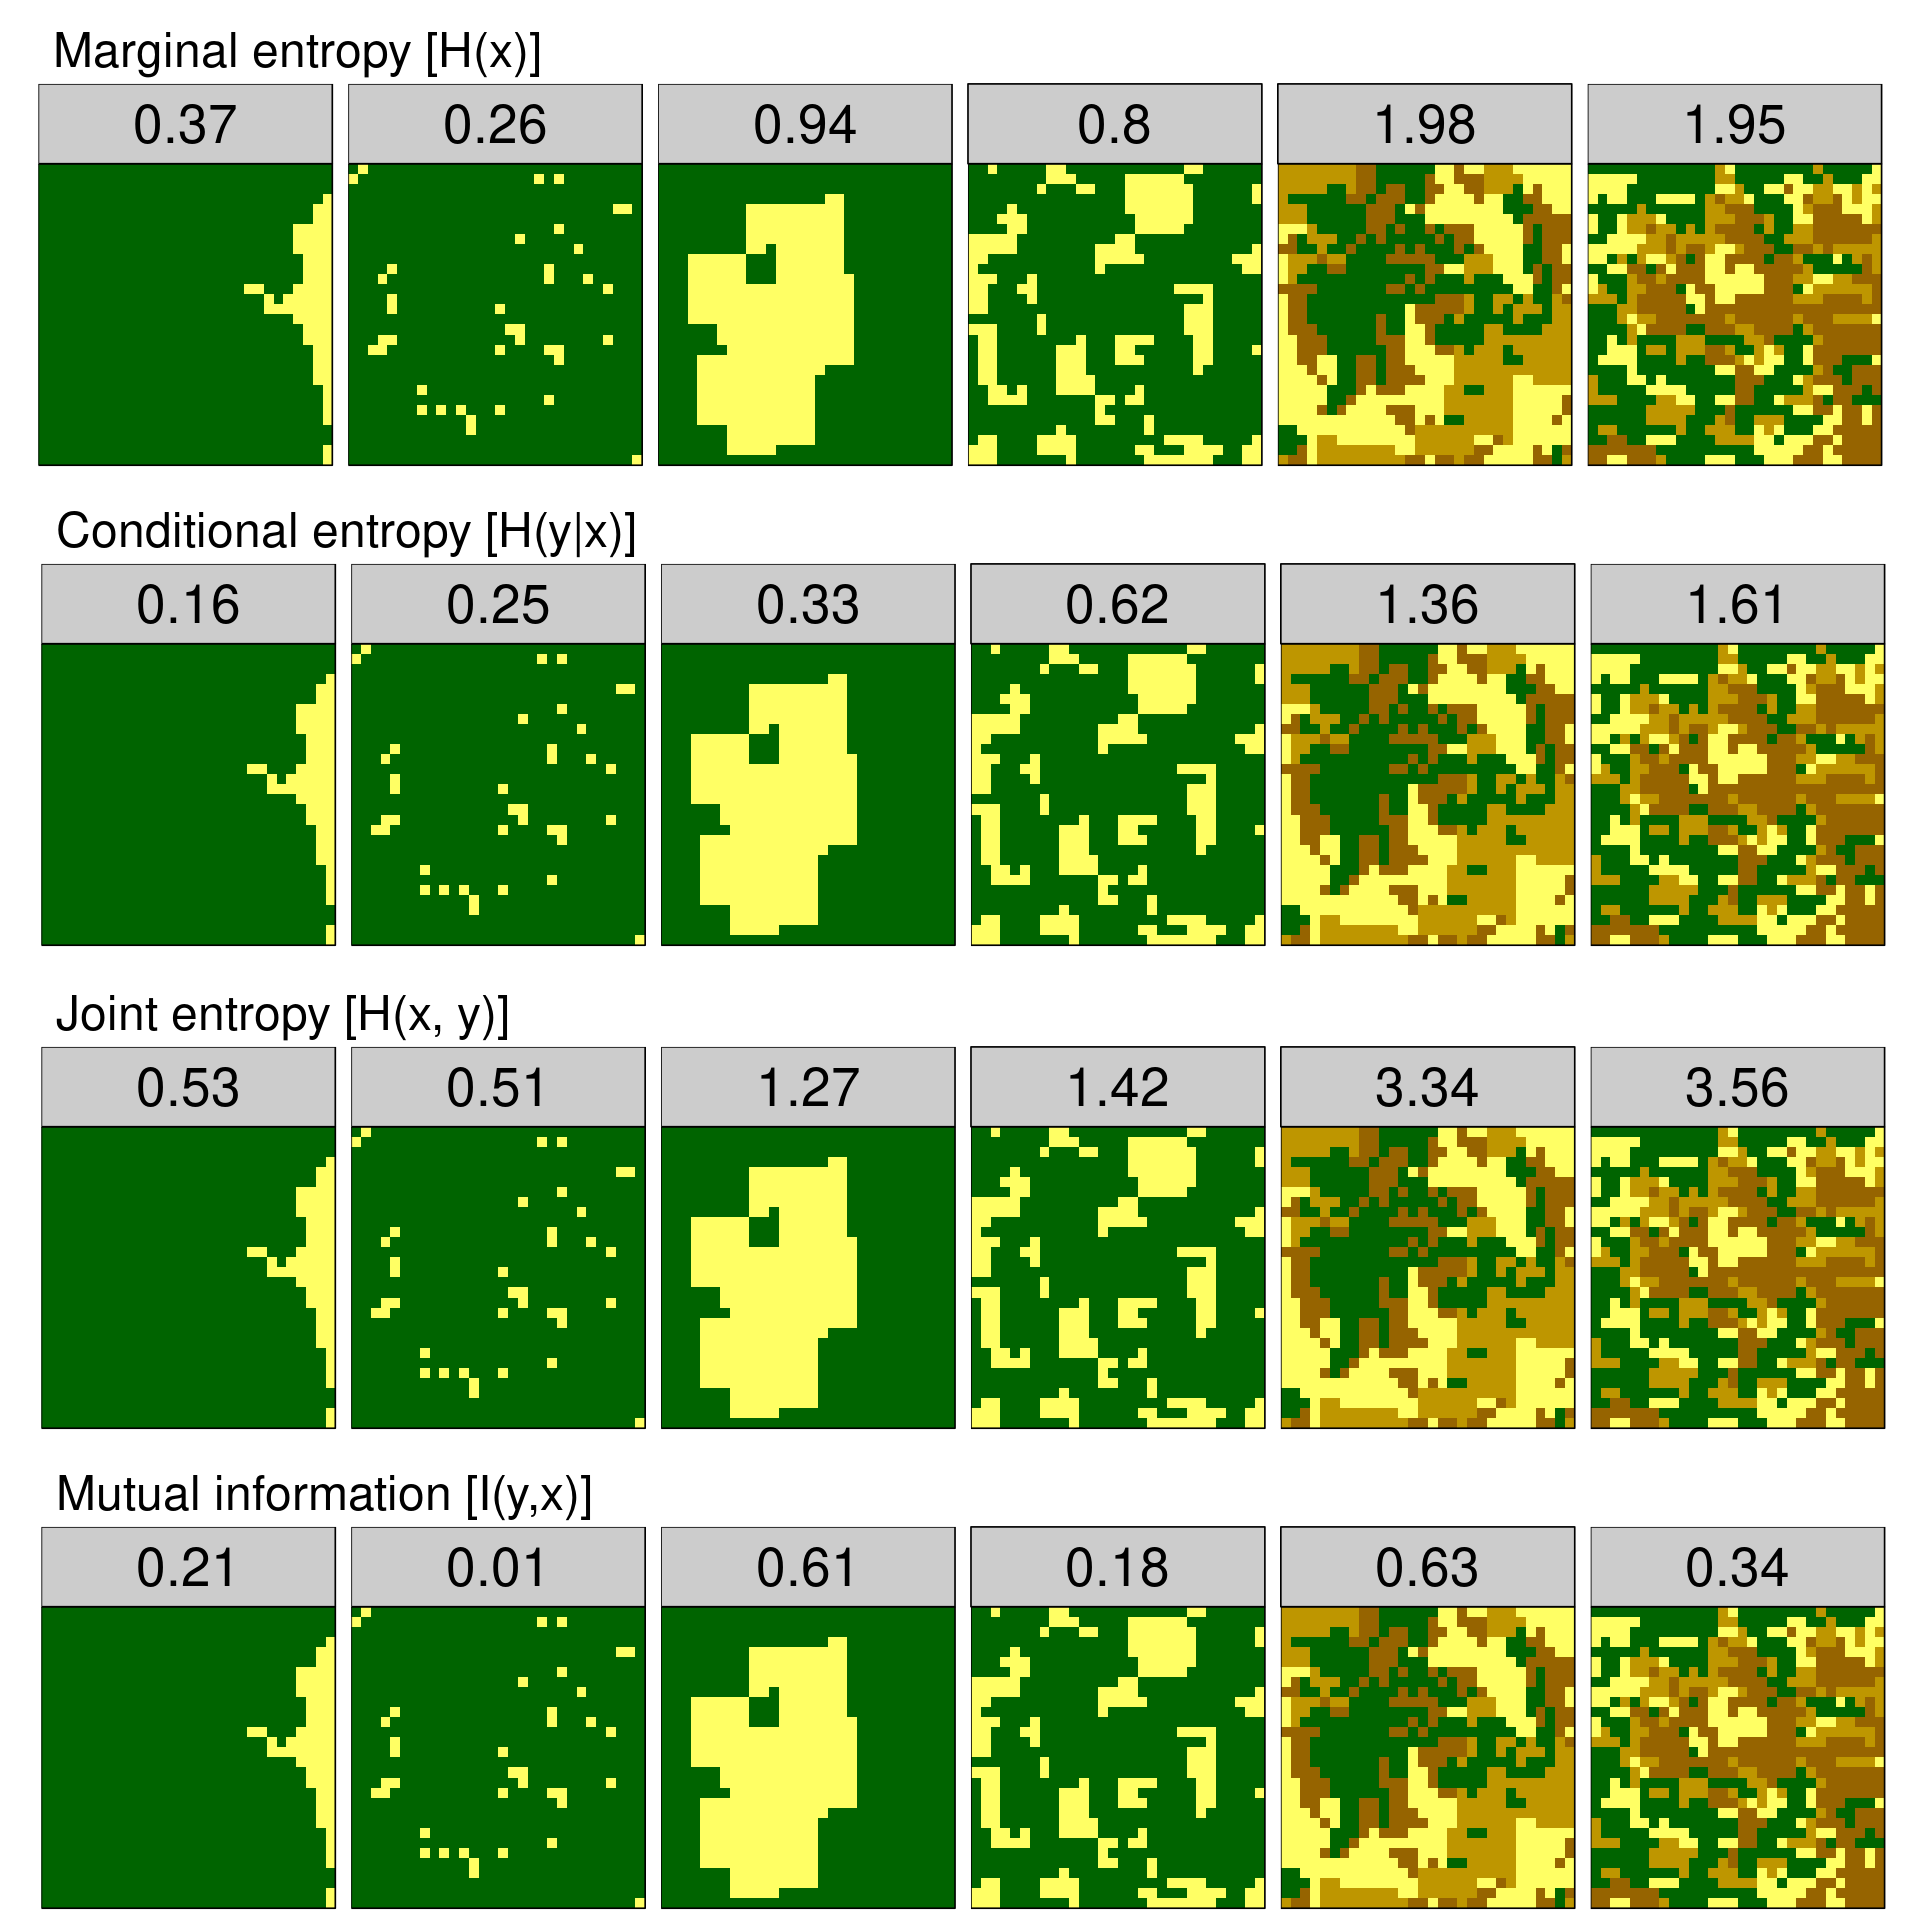 Marginal entropy [H(x)]
0.37 0.26 0.94 0.8 1.98 1.95
Conditional entropy [H(y|x)]
0.16 0.25 0.33 0.62 1.36 1.61
Joint entropy [H(x, y)]
0.53 0.51 1.27 1.42 3.34 3.56
Mutual information [I(y,x)]
0.21 0.01 0.61 0.18 0.63 0.34